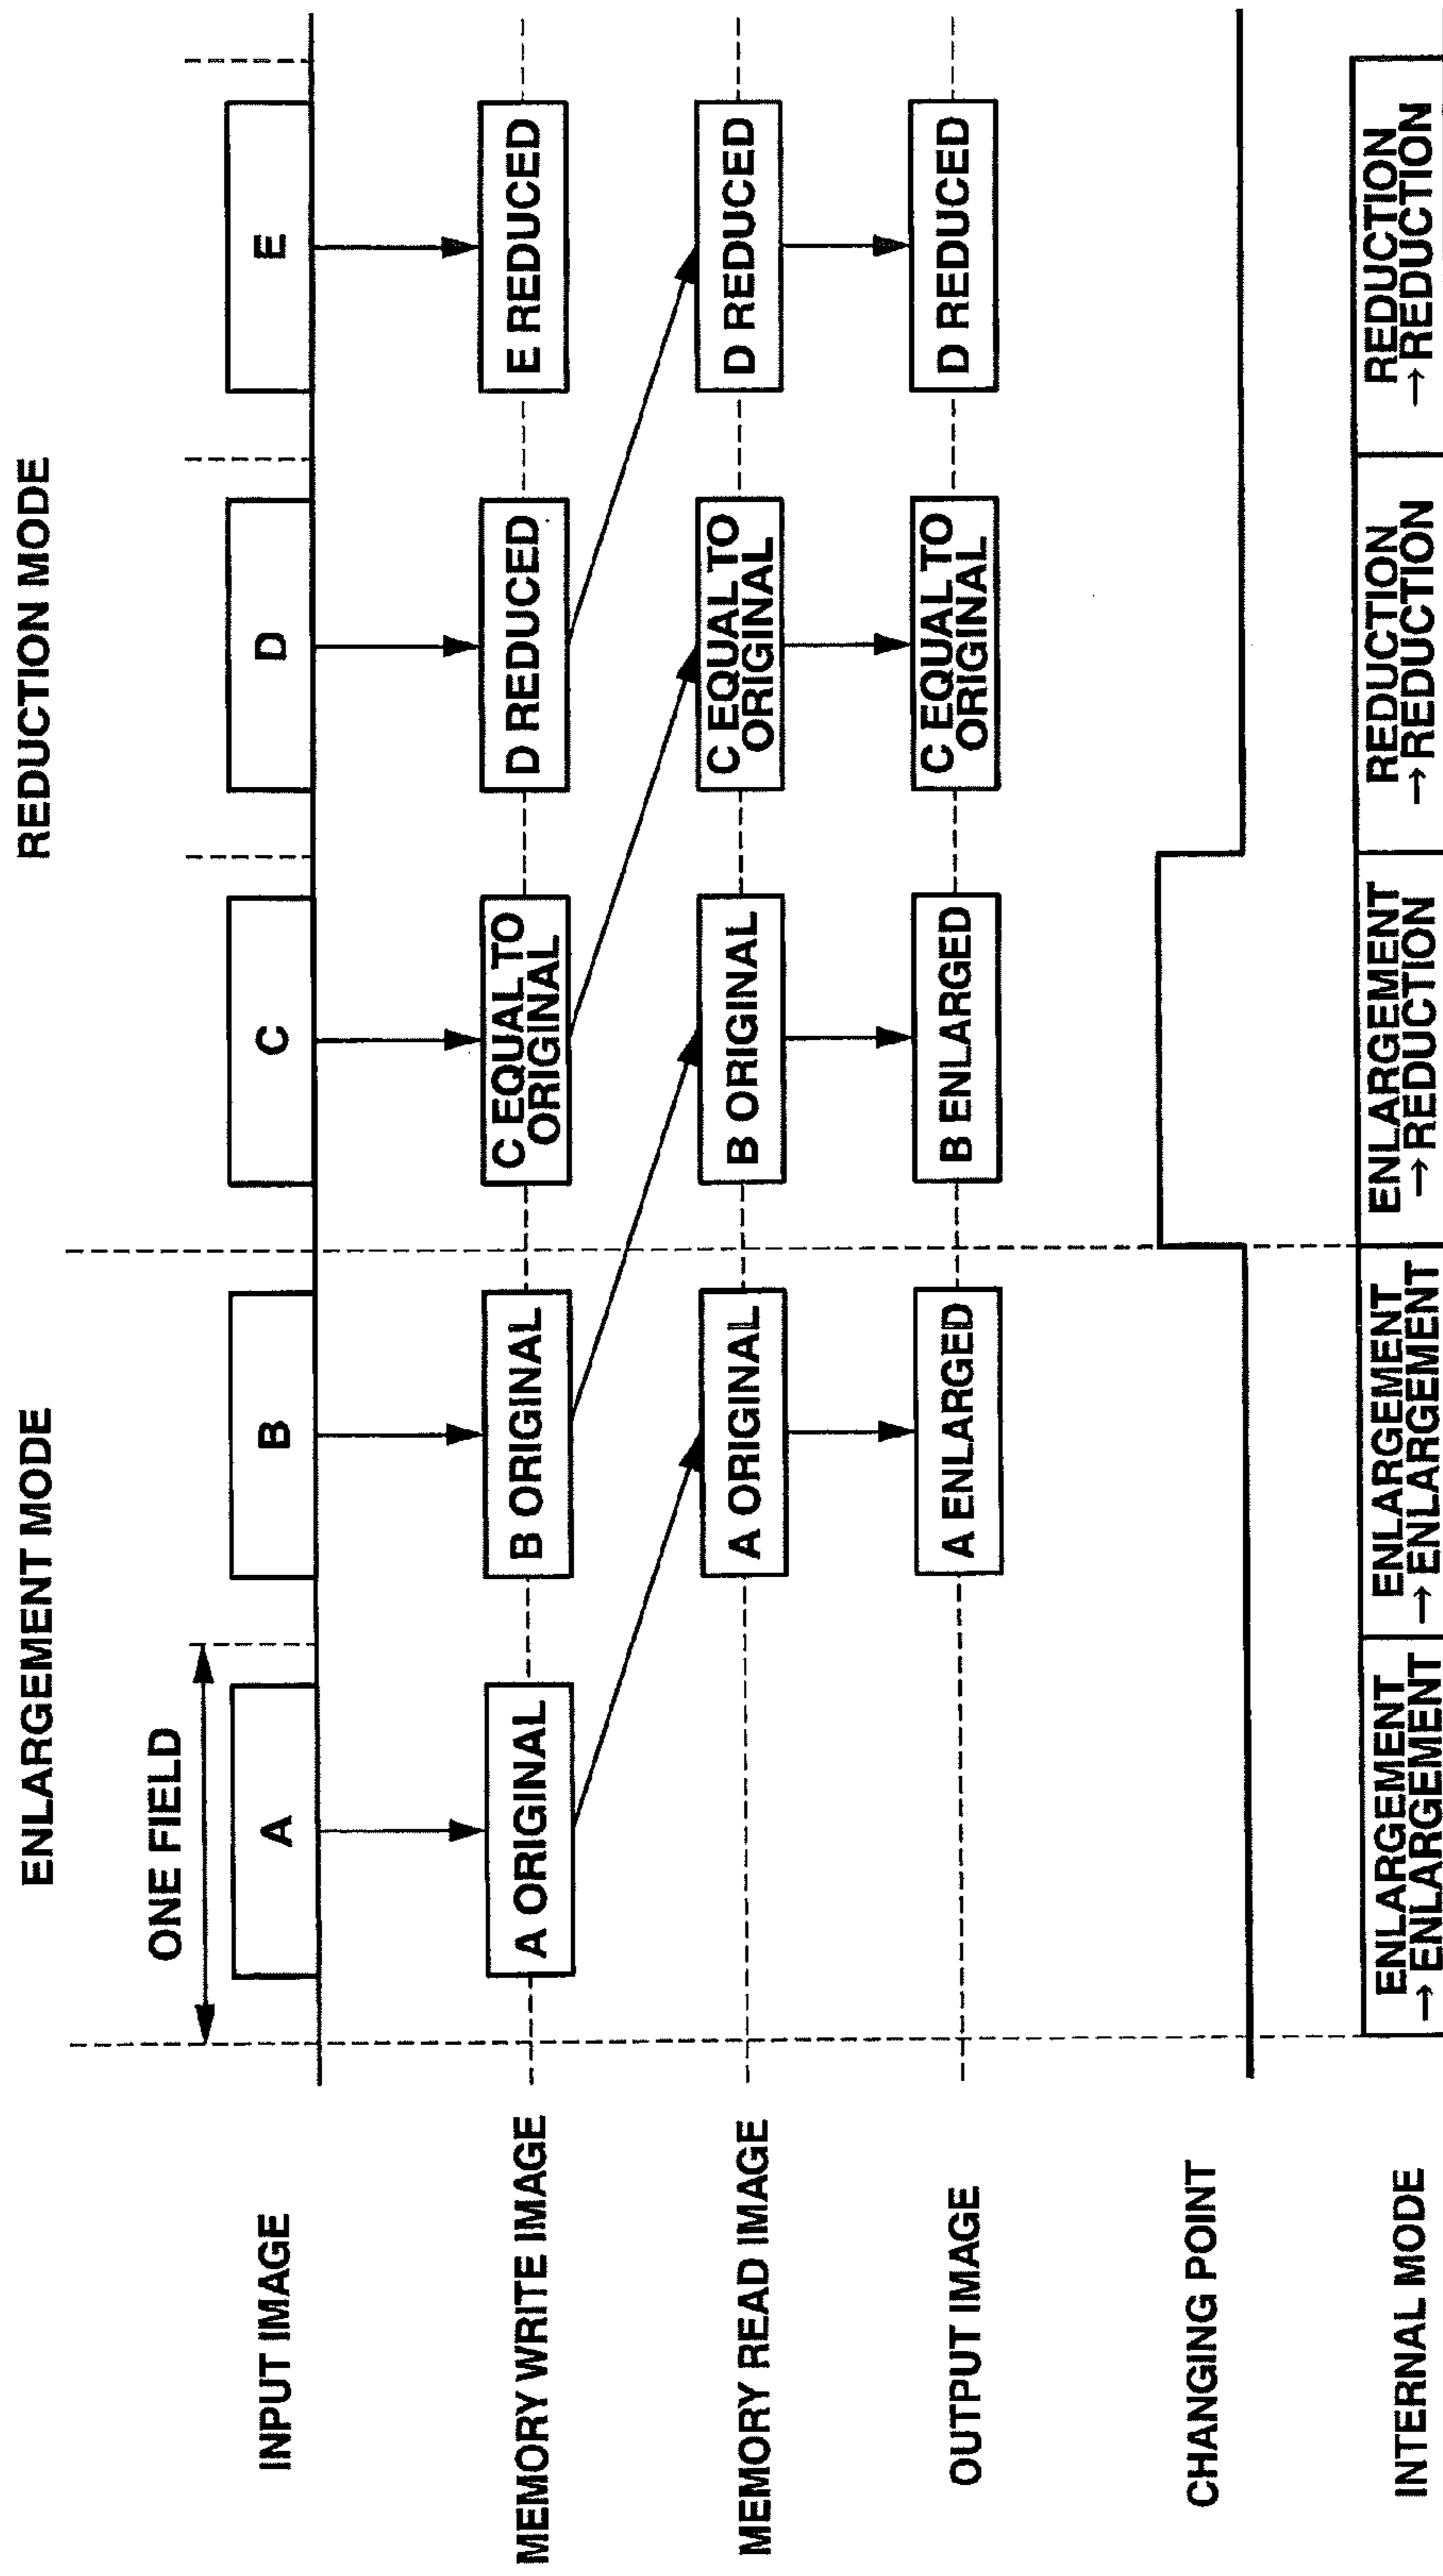 ENLARGEMENT MODE
REDUCTION MODE
ONE FIELD
INPUT IMAGE
A
B
C
D
E
MEMORY WRITE IMAGE
A ORIGINAL
B ORIGINAL
C EQUAL TO
ORIGINAL
D REDUCED
E REDUCED
MEMORY READ IMAGE
A ORIGINAL
B ORIGINAL
C EQUAL TO
ORIGINAL
D REDUCED
OUTPUT IMAGE
A ENLARGED
B ENLARGED
C EQUAL TO
ORIGINAL
D REDUCED
CHANGING POINT
INTERNAL MODE
ENLARGEMENT
→ ENLARGEMENT
ENLARGEMENT
→ ENLARGEMENT
ENLARGEMENT
→ REDUCTION
REDUCTION
→ REDUCTION
REDUCTION
→ REDUCTION